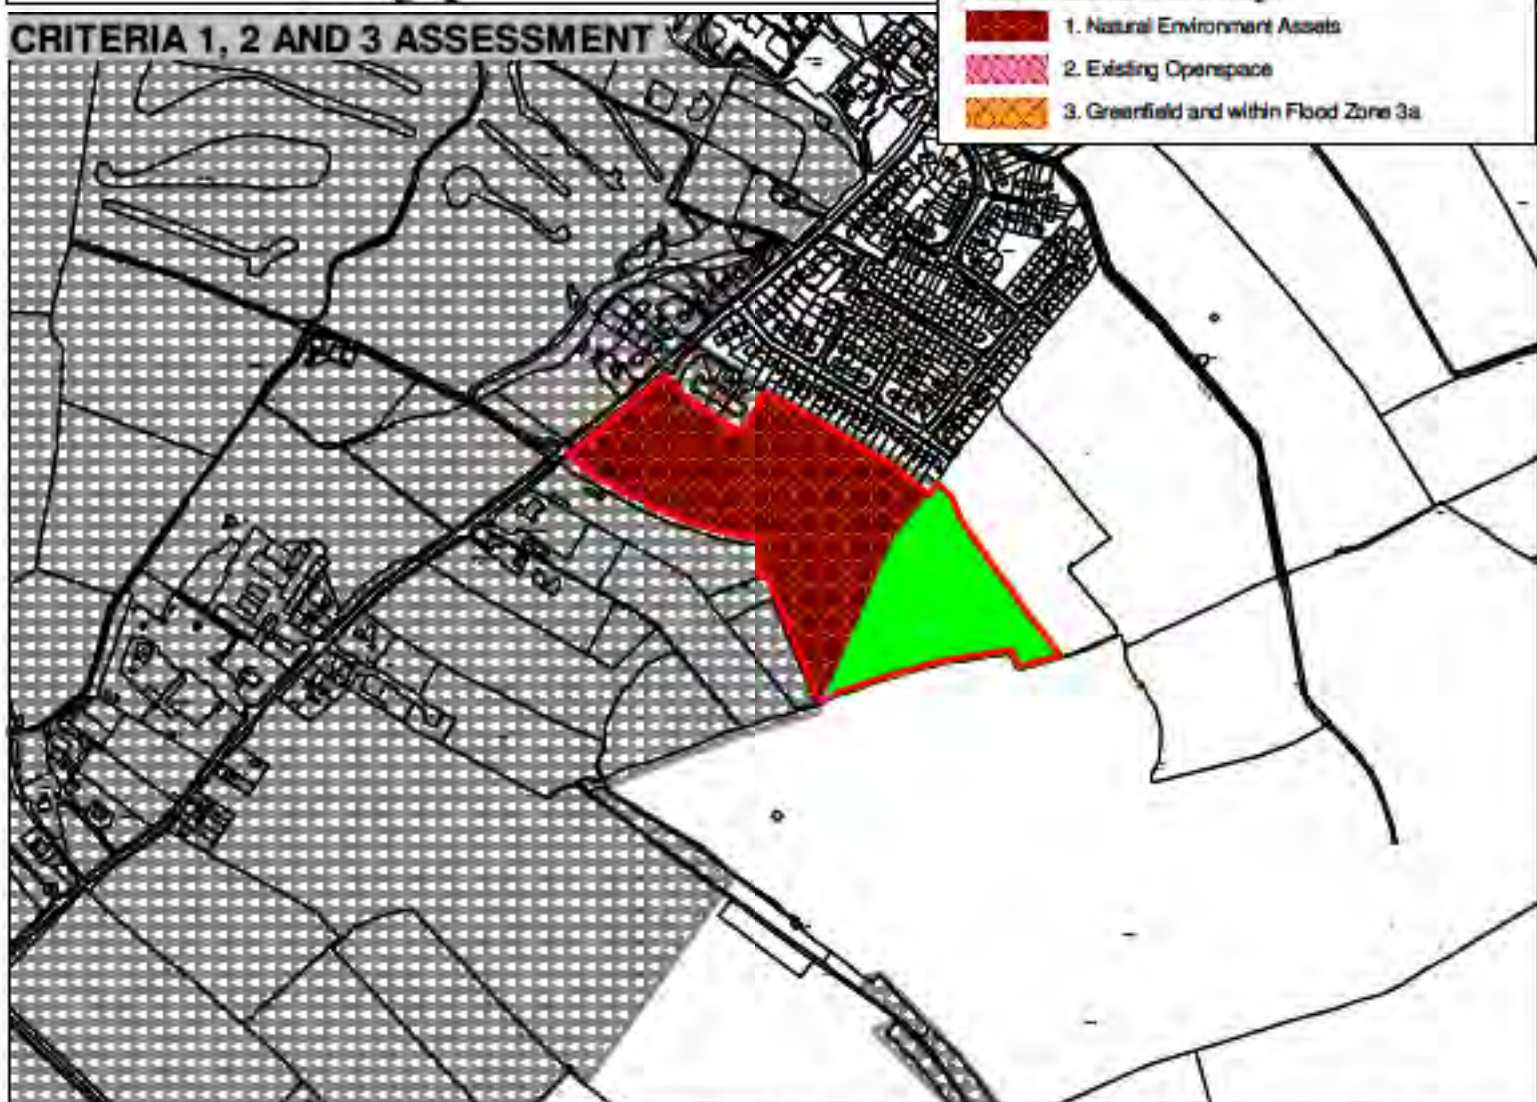 CRITERIA 1, 2 AND 3 ASSESSMENT
1. Natural Environment Assets
2. Existing Openspace
3. Greenfield and within Flood Zone 3a